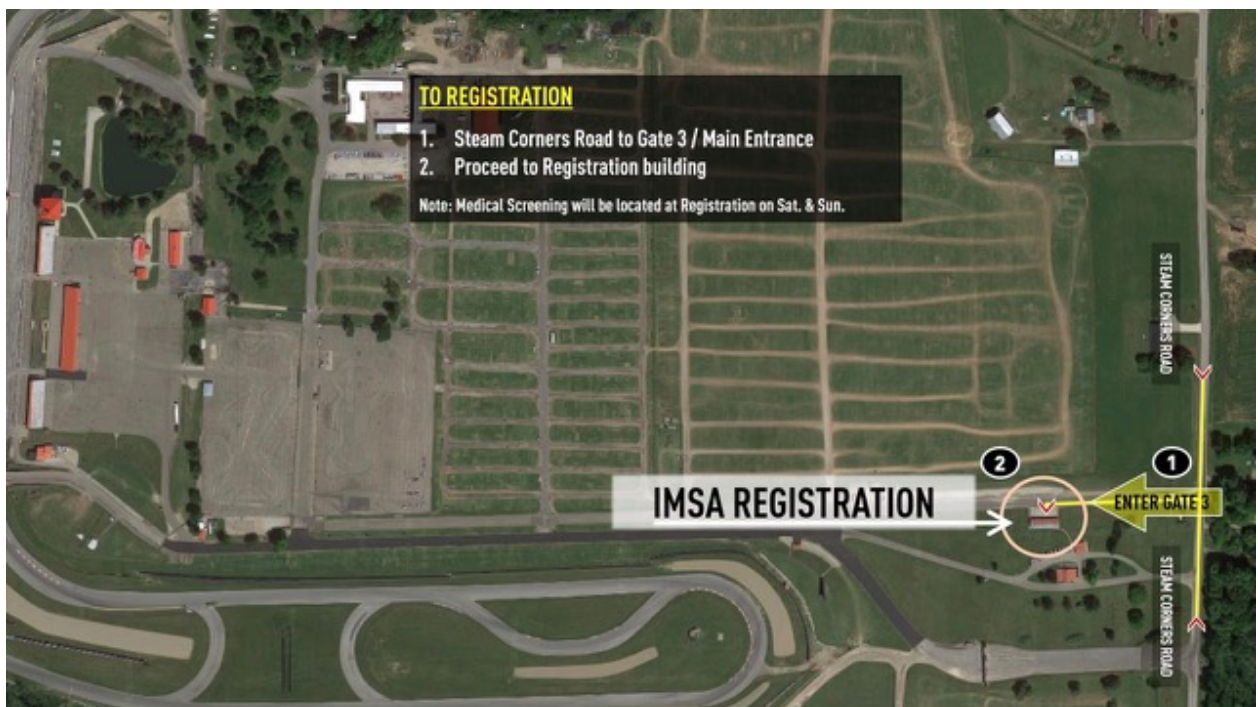 TO REGISTRATION
1. Steam Corners Road to Gate 3 / Main Entrance
2. Proceed to Registration building
Note: Medical Screening will be located at Registration on Sat. & Sun.
STEAM CORNERS ROAD
2
1
IMSA REGISTRATION
ENTER GATE 3
STEAM CORNERS ROAD